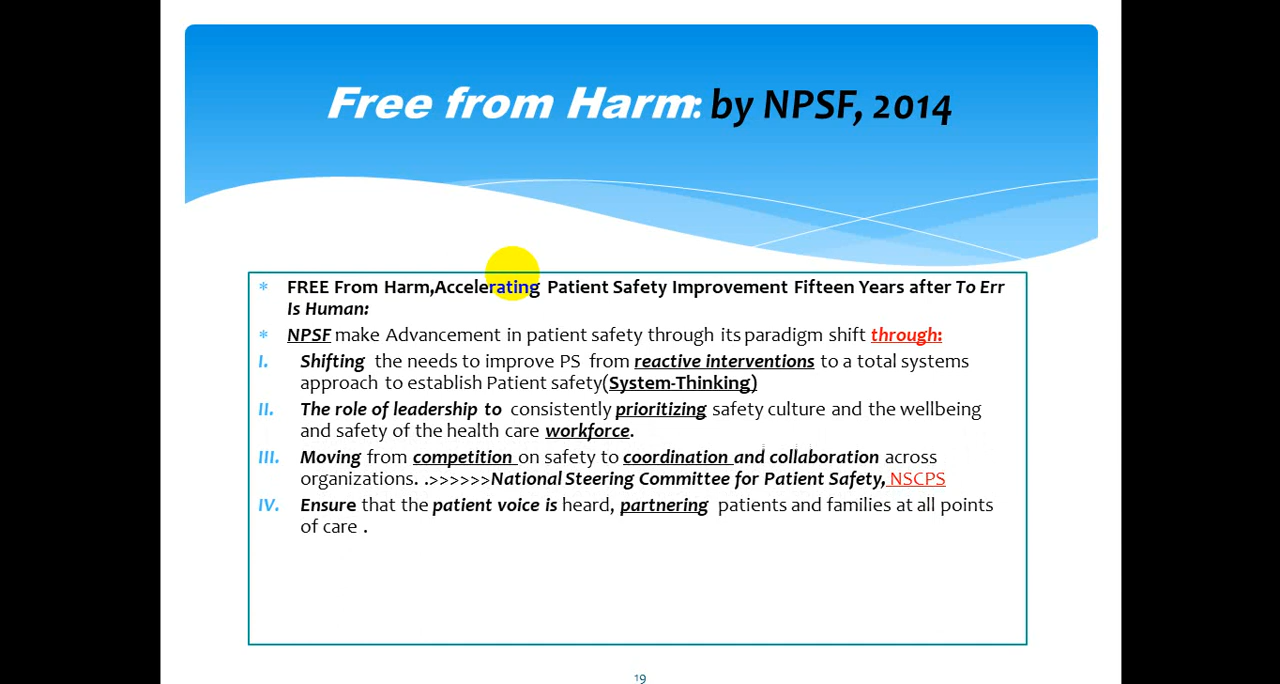 Free from Harm: by NPSF, 2014
* FREE From Harm,Accelerating Patient Safety Improvement Fifteen Years after To Err
Is Human:
* NPSF make Advancement in patient safety through its paradigm shift through:
I. Shifting the needs to improve PS from reactive interventions to a total systems
approach to establish Patient safety(System-Thinking)
II. The role of leadership to consistently prioritizing safety culture and the wellbeing
and safety of the health care workforce.
III. Moving from competition on safety to coordination and collaboration across
organizations. .>>>>>>National Steering Committee for Patient Safety, NSCPS
IV. Ensure that the patient voice is heard, partnering patients and families at all points
of care .
19